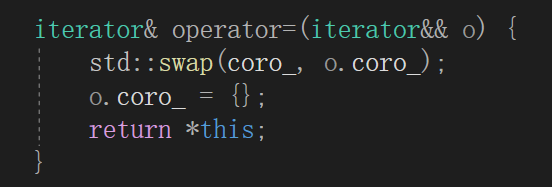 iterator& operator=(iterator&& o) {
std::swap(coro_, o.coro_);
o.coro_ = {};
return *this;
}